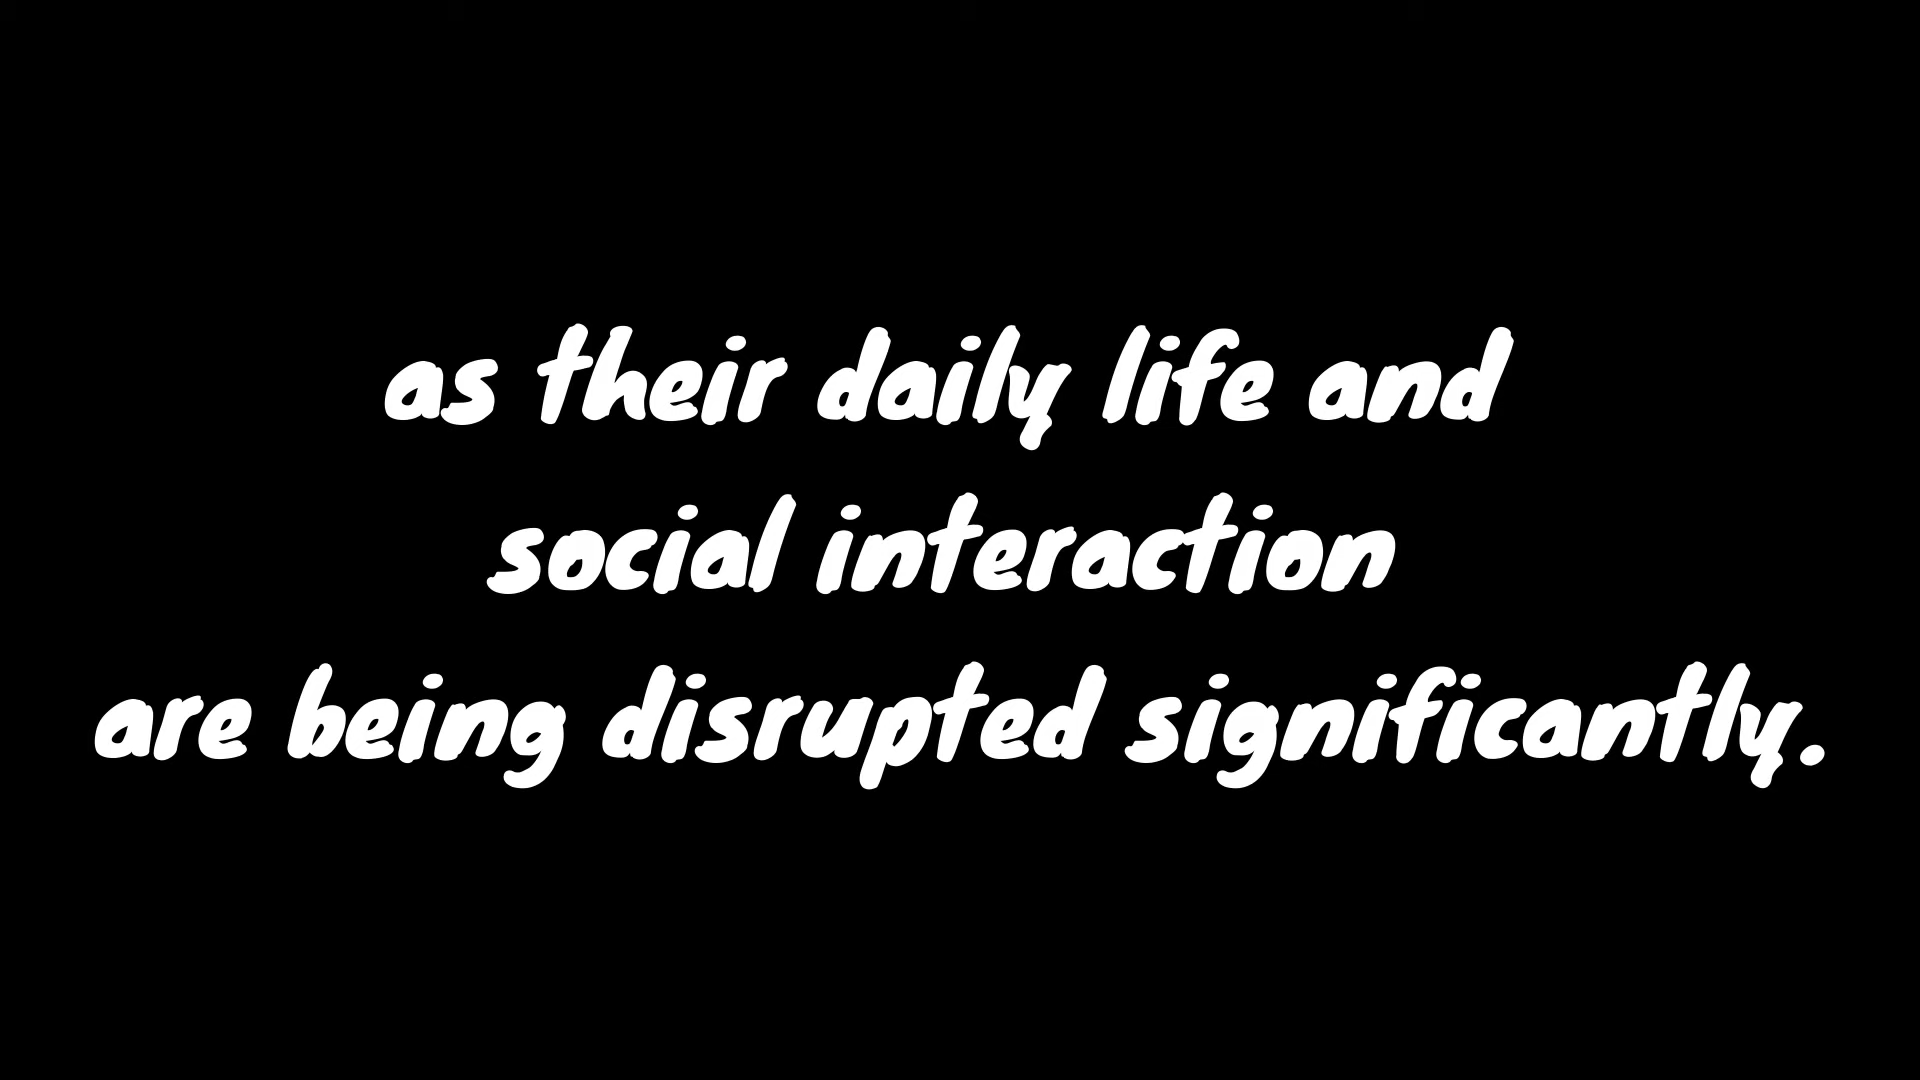 as their daily life and
social interaction
are being disrupted significantly.